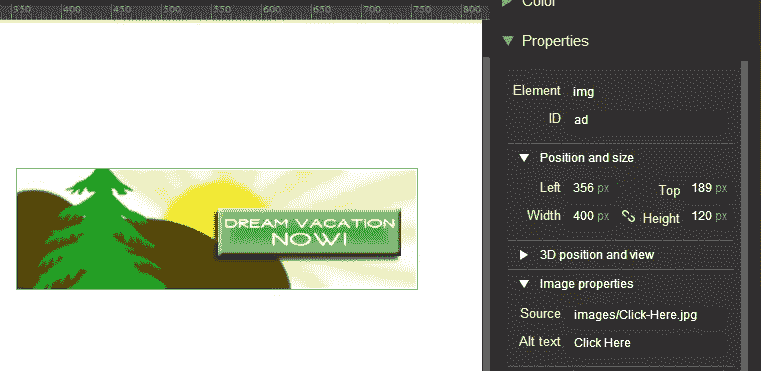 350 400 450 500 550 600 650 700 750 800
Color
Properties
Element img
ID ad
Position and size
Left 356 px Top 189 px
Width 400 px Height 120 px
3D position and view
Image properties
Source images/Click-Here.jpg
Alt text Click Here
DREAM VACATION
NOW!